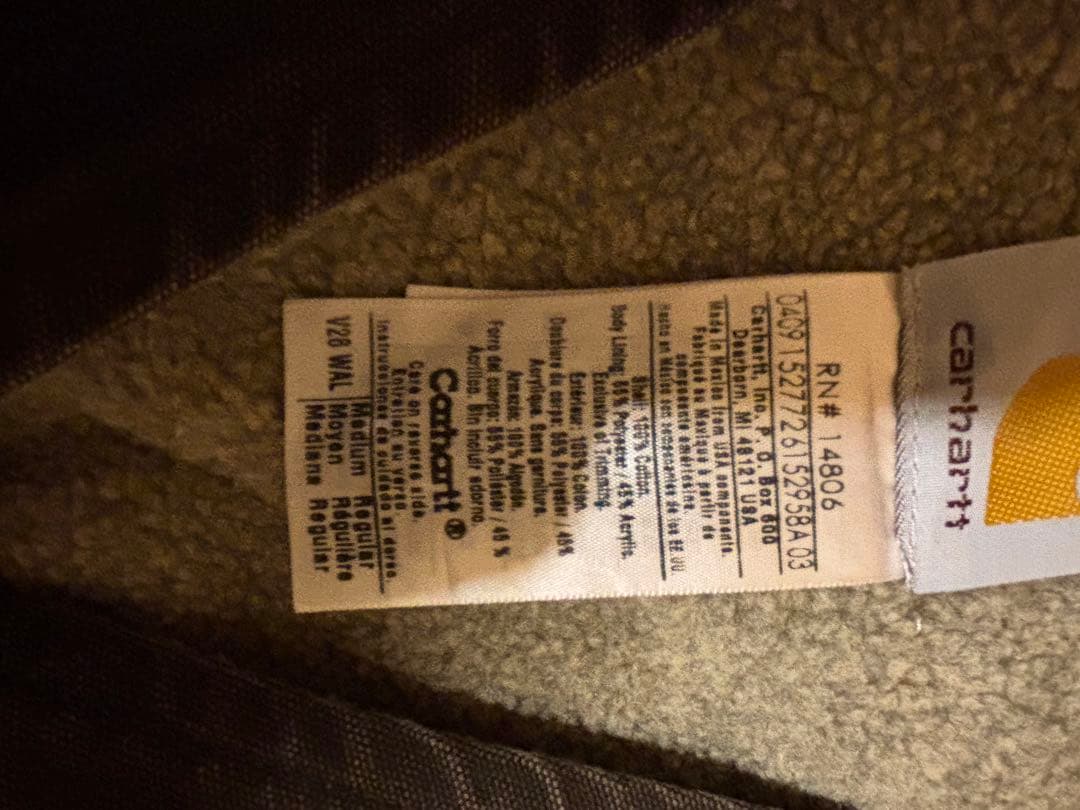 carhartt
RN# 14806
0409152772615295BA 03
Carhartt, Inc. P. O. Box 600
Dearborn, MI 48121 USA
Made in Mexico from USA components.
Fabriqué au Mexique à partir de
composants américains
Hecho en México con componentes de los EE.UU.
Shell: 100% Cotton.
Body Lining: 55% Polyester / 45% Acrylic.
Exclusive of Trimming.
Extérieur: 100% Coton.
Doublure de corps: 55% Polyester / 45%
Acrylique. Sans garniture.
Armazón: 100% Algodón.
Forro del cuerpo: 55% Poliéster / 45 %
Acrílico. Sin incluir adorno.
Carhartt®
Care on reverse side.
Entretien au verso
Instrucciones de cuidado al dorso.
V28 WAL Medium Regular
Moyen Régulière
Mediana Regular